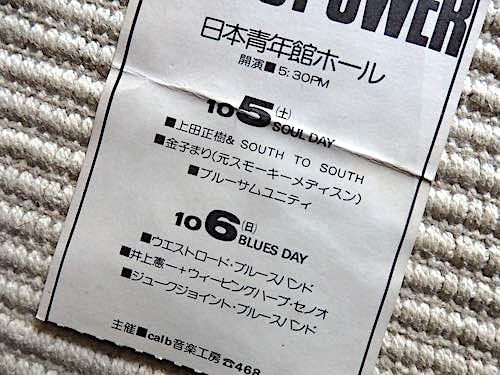 POWER
日本青年館ホール
開演■5:30PM
10 5(土) SOUL DAY
■上田正樹& SOUTH TO SOUTH
■金子まり(元スモーキーメディスン)
■ブルーサムユニティ
10 6(日) BLUES DAY
■ウエストロード・ブルースバンド
■井上憲一+ウィーピングハープ・セノオ
■ジュークジョイント・ブルースバンド
主催■calb音楽工房☎468